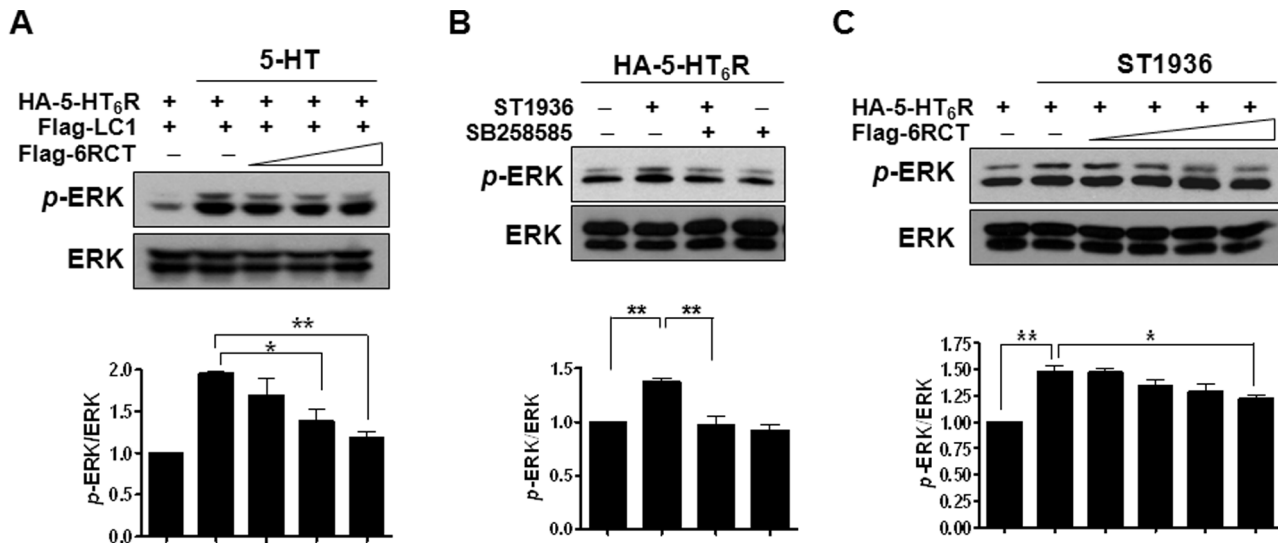 A
5-HT
HA-5-HT₆R + + + + +
Flag-LC1 + + + + +
Flag-6RCT – –
p-ERK
ERK
** 
*
p-ERK/ERK
2.0
1.5
1.0
0.5
0.0
B
HA-5-HT₆R
ST1936 – + + –
SB258585 – – + +
p-ERK
ERK
** **
p-ERK/ERK
1.5
1.0
0.5
0.0
C
ST1936
HA-5-HT₆R + + + + + +
Flag-6RCT – –
p-ERK
ERK
** *
p-ERK/ERK
1.75
1.50
1.25
1.00
0.75
0.50
0.25
0.00